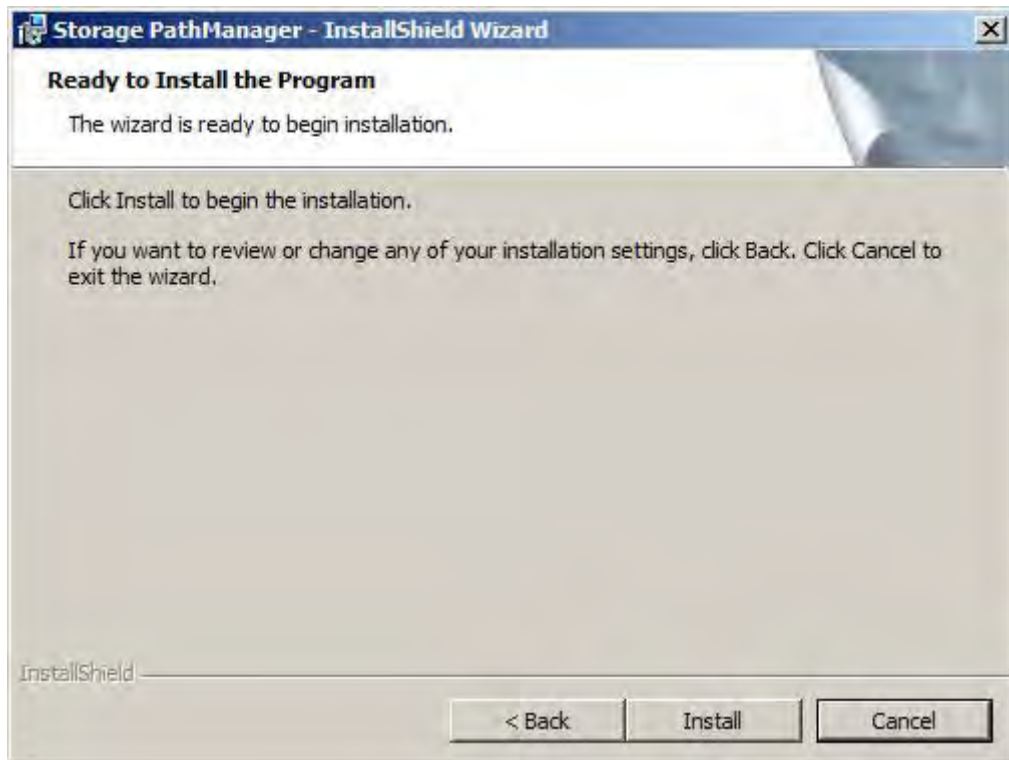 Storage PathManager - InstallShield Wizard
Ready to Install the Program
The wizard is ready to begin installation.
Click Install to begin the installation.
If you want to review or change any of your installation settings, click Back. Click Cancel to
exit the wizard.
InstallShield
< Back
Install
Cancel